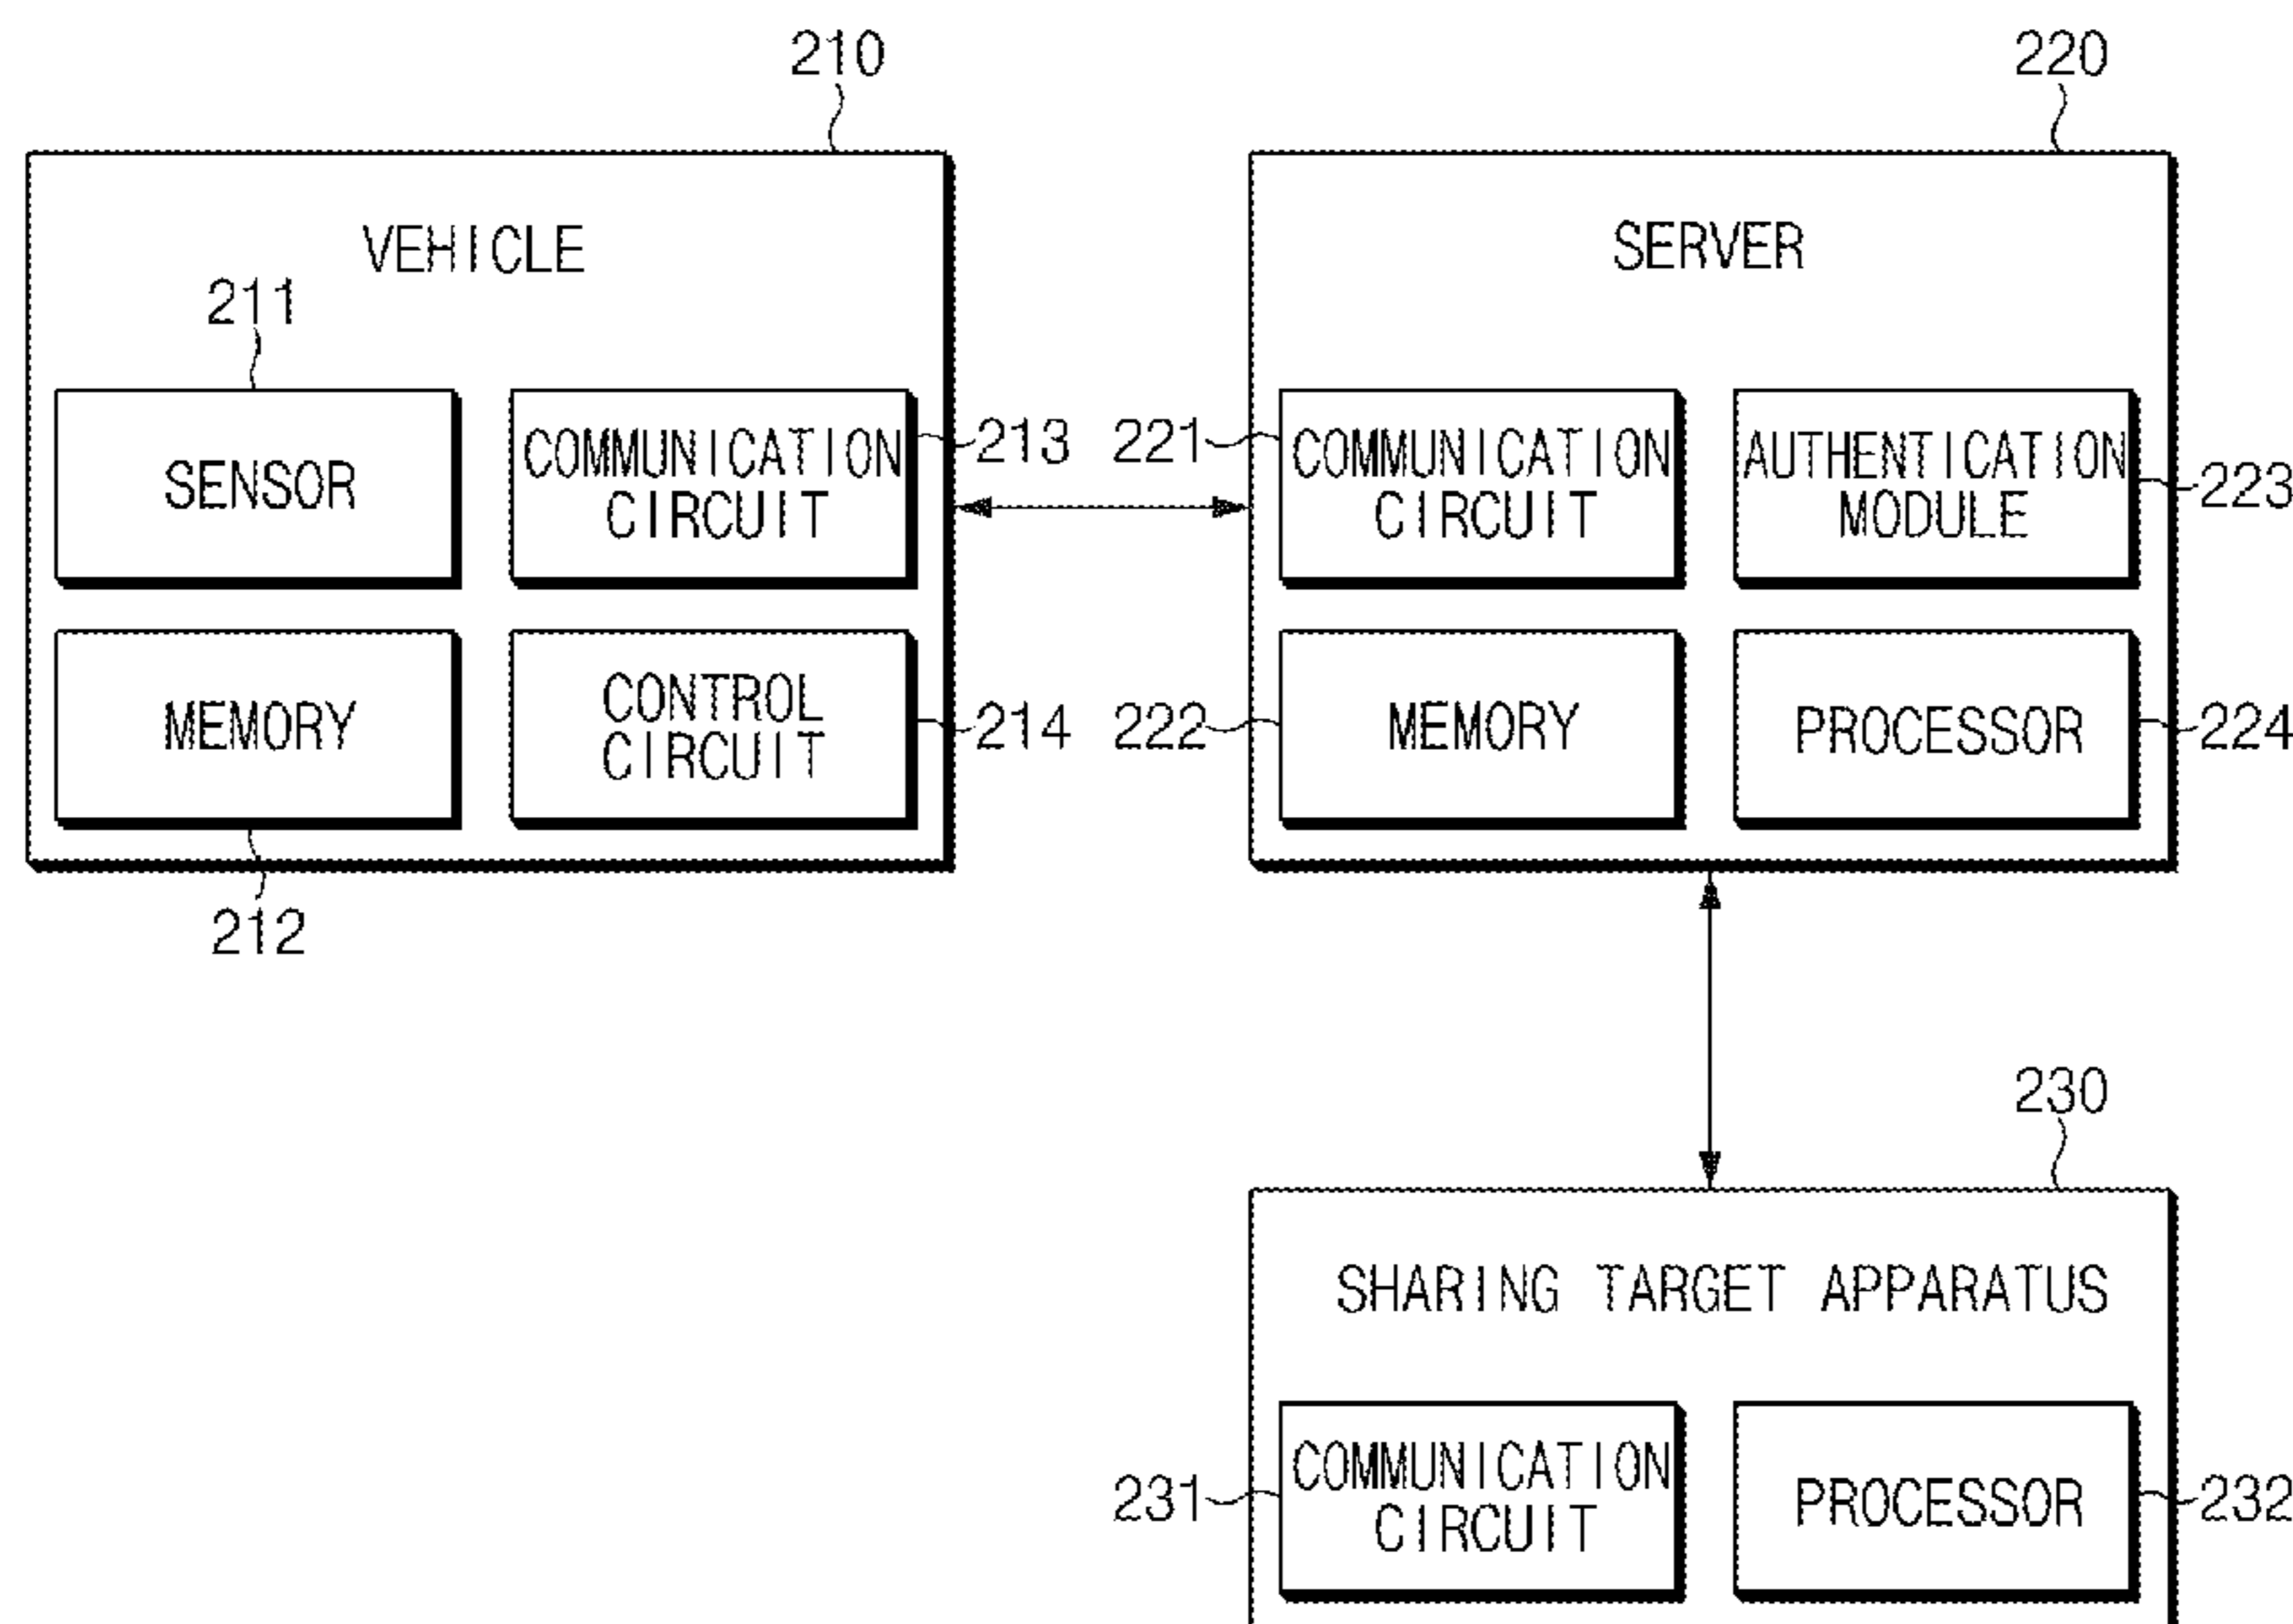 210
VEHICLE
211
SENSOR
COMMUNICATION
CIRCUIT
213
MEMORY
212
CONTROL
CIRCUIT
214
220
SERVER
221
COMMUNICATION
CIRCUIT
AUTHENTICATION
MODULE
223
222
MEMORY
PROCESSOR
224
230
SHARING TARGET APPARATUS
231
COMMUNICATION
CIRCUIT
PROCESSOR
232